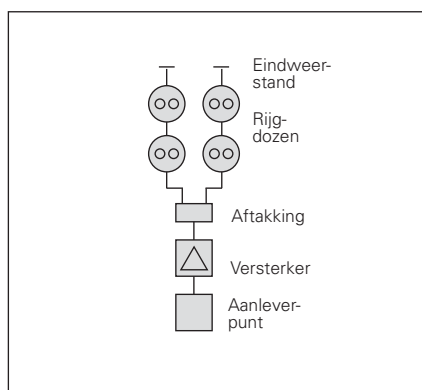 Eindweer-
stand
Rijg-
dozen
Aftakking
Versterker
Aanlever-
punt